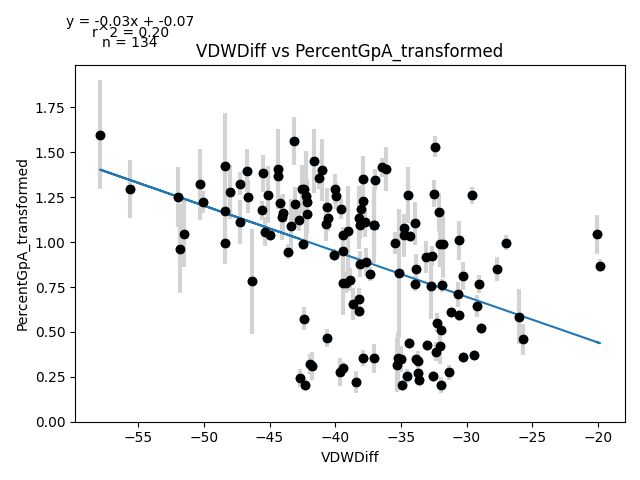 y = -0.03x + -0.07
r^2 = 0.20
n = 134
VDWDiff vs PercentGpA_transformed
PercentGpA_transformed
1.75
1.50
1.25
1.00
0.75
0.50
0.25
0.00
−55 −50 −45 −40 −35 −30 −25 −20
VDWDiff